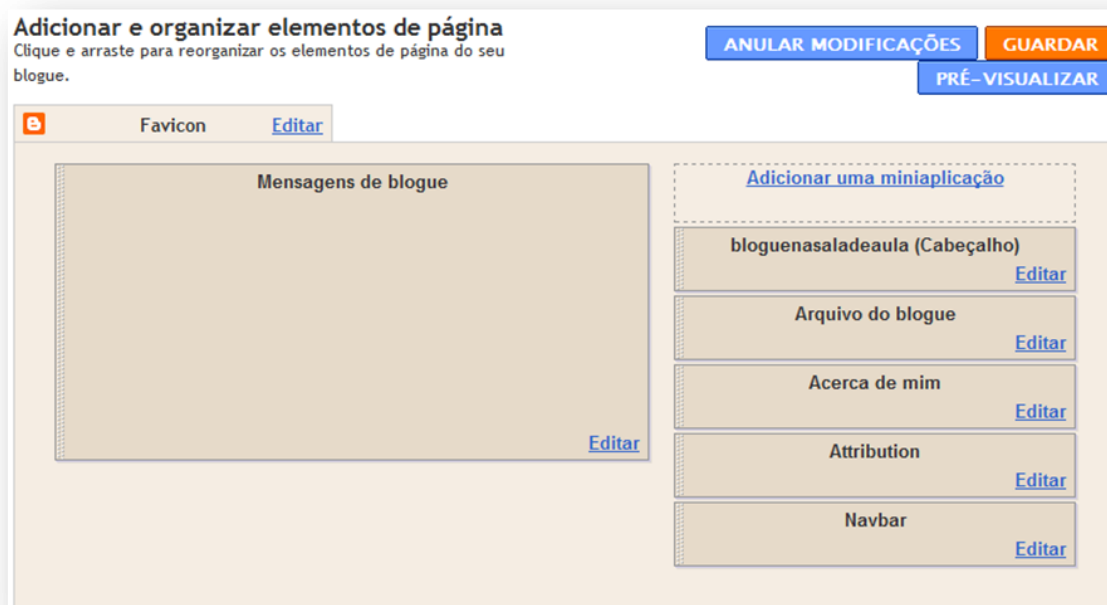 Adicionar e organizar elementos de página
Clique e arraste para reorganizar os elementos de página do seu
blogue.
ANULAR MODIFICAÇÕES
GUARDAR
PRÉ-VISUALIZAR
Favicon
Editar
Mensagens de blogue
Editar
Adicionar uma miniaplicação
bloguenasaladeaula (Cabeçalho)
Editar
Arquivo do blogue
Editar
Acerca de mim
Editar
Attribution
Editar
Navbar
Editar